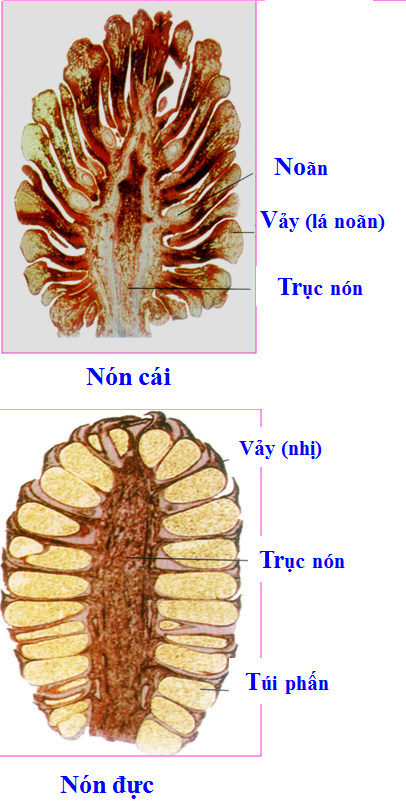 Noãn
Vảy (lá noãn)
Trục nón
Nón cái
Vảy (nhị)
Trục nón
Túi phấn
Nón đực